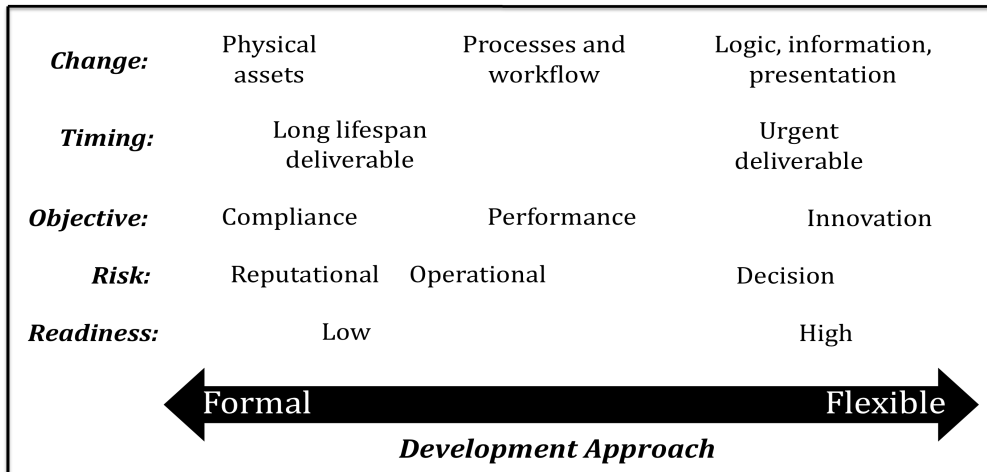 Change: Physical assets Processes and workflow Logic, information, presentation
Timing: Long lifespan deliverable Urgent deliverable
Objective: Compliance Performance Innovation
Risk: Reputational Operational Decision
Readiness: Low High
Formal Flexible
Development Approach